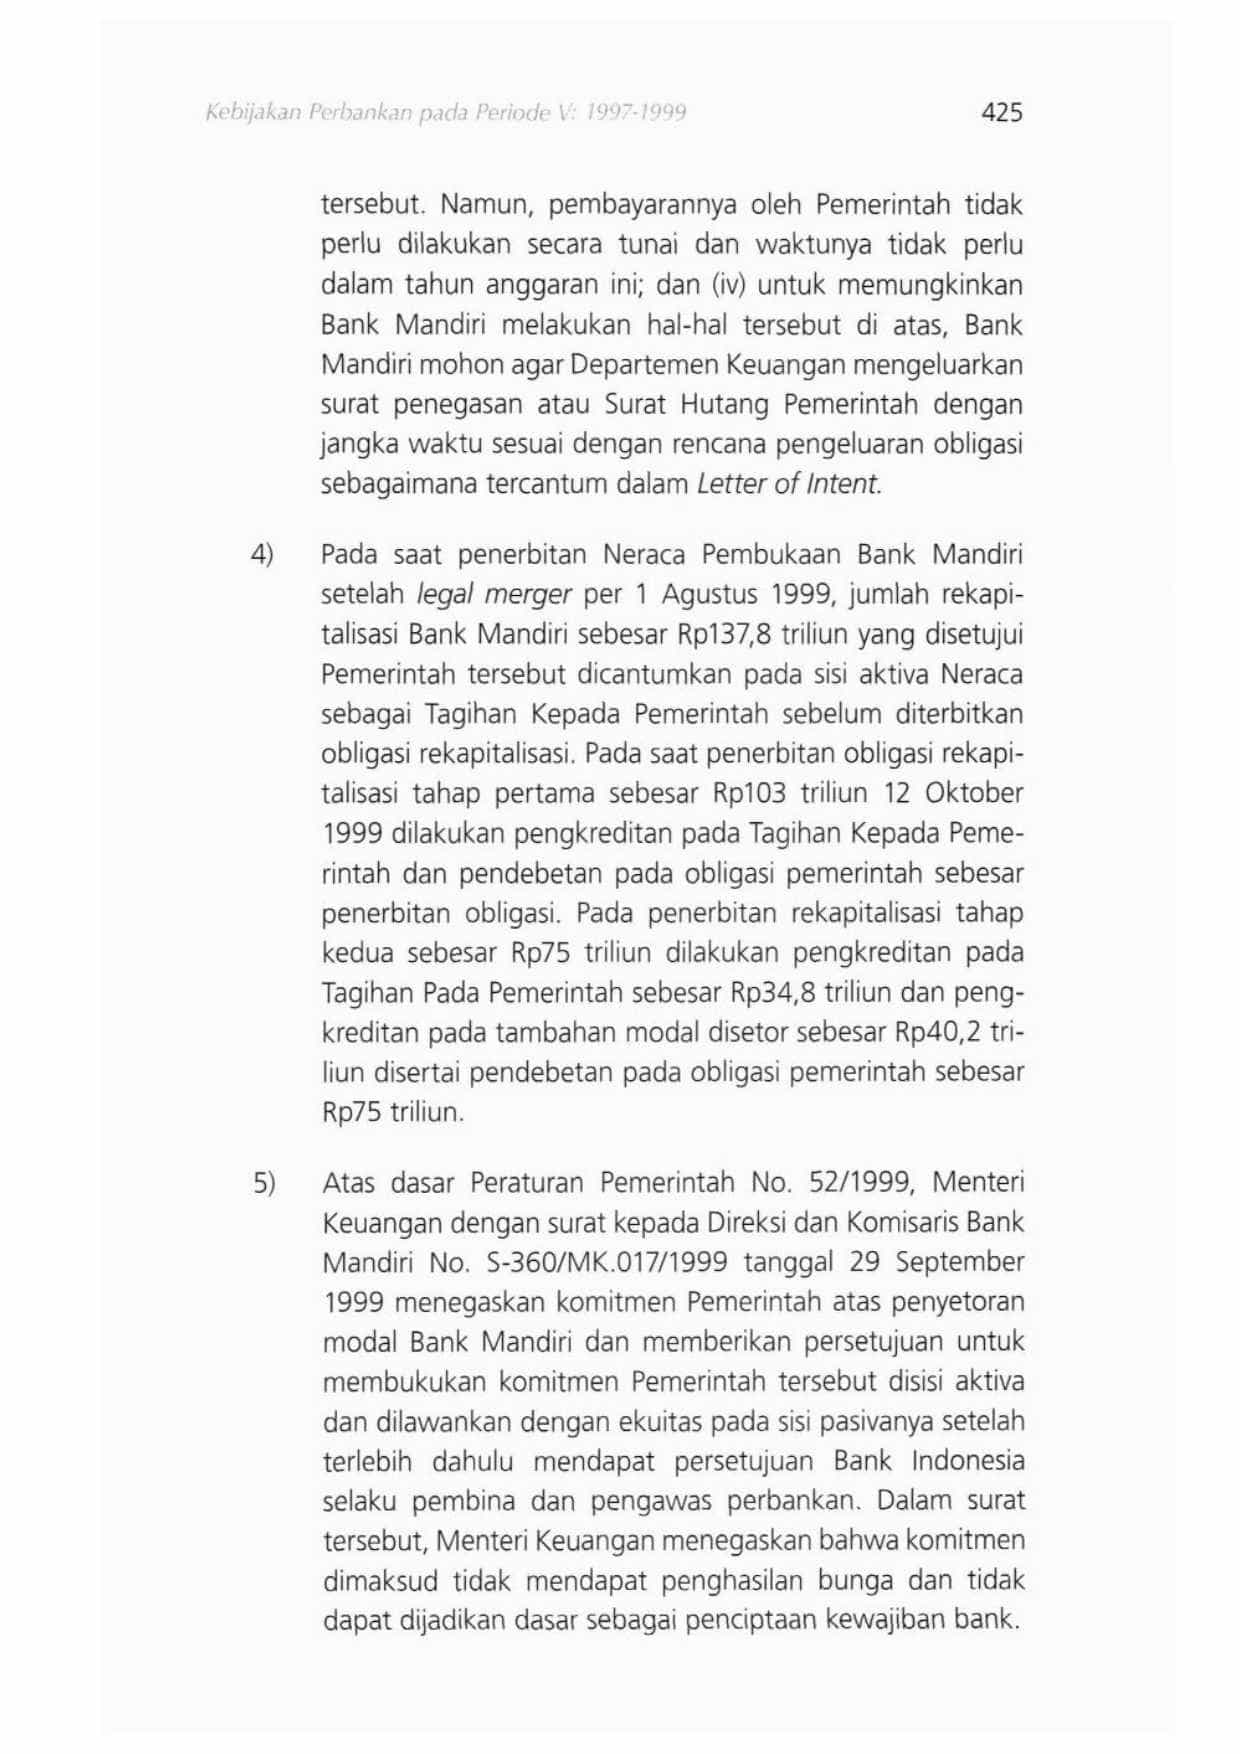 Kebijakan Perbankan pada Periode V: 1997-1999 425
tersebut. Namun, pembayarannya oleh Pemerintah tidak
perlu dilakukan secara tunai dan waktunya tidak perlu
dalam tahun anggaran ini; dan (iv) untuk memungkinkan
Bank Mandiri melakukan hal-hal tersebut di atas, Bank
Mandiri mohon agar Departemen Keuangan mengeluarkan
surat penegasan atau Surat Hutang Pemerintah dengan
jangka waktu sesuai dengan rencana pengeluaran obligasi
sebagaimana tercantum dalam Letter of Intent.
4) Pada saat penerbitan Neraca Pembukaan Bank Mandiri
setelah legal merger per 1 Agustus 1999, jumlah rekapi-
talisasi Bank Mandiri sebesar Rp137,8 triliun yang disetujui
Pemerintah tersebut dicantumkan pada sisi aktiva Neraca
sebagai Tagihan Kepada Pemerintah sebelum diterbitkan
obligasi rekapitalisasi. Pada saat penerbitan obligasi rekapi-
talisasi tahap pertama sebesar Rp103 triliun 12 Oktober
1999 dilakukan pengkreditan pada Tagihan Kepada Peme-
rintah dan pendebetan pada obligasi pemerintah sebesar
penerbitan obligasi. Pada penerbitan rekapitalisasi tahap
kedua sebesar Rp75 triliun dilakukan pengkreditan pada
Tagihan Pada Pemerintah sebesar Rp34,8 triliun dan peng-
kreditan pada tambahan modal disetor sebesar Rp40,2 tri-
liun disertai pendebetan pada obligasi pemerintah sebesar
Rp75 triliun.
5) Atas dasar Peraturan Pemerintah No. 52/1999, Menteri
Keuangan dengan surat kepada Direksi dan Komisaris Bank
Mandiri No. S-360/MK.017/1999 tanggal 29 September
1999 menegaskan komitmen Pemerintah atas penyetoran
modal Bank Mandiri dan memberikan persetujuan untuk
membukukan komitmen Pemerintah tersebut disisi aktiva
dan dilawankan dengan ekuitas pada sisi pasivanya setelah
terlebih dahulu mendapat persetujuan Bank Indonesia
selaku pembina dan pengawas perbankan. Dalam surat
tersebut, Menteri Keuangan menegaskan bahwa komitmen
dimaksud tidak mendapat penghasilan bunga dan tidak
dapat dijadikan dasar sebagai penciptaan kewajiban bank.